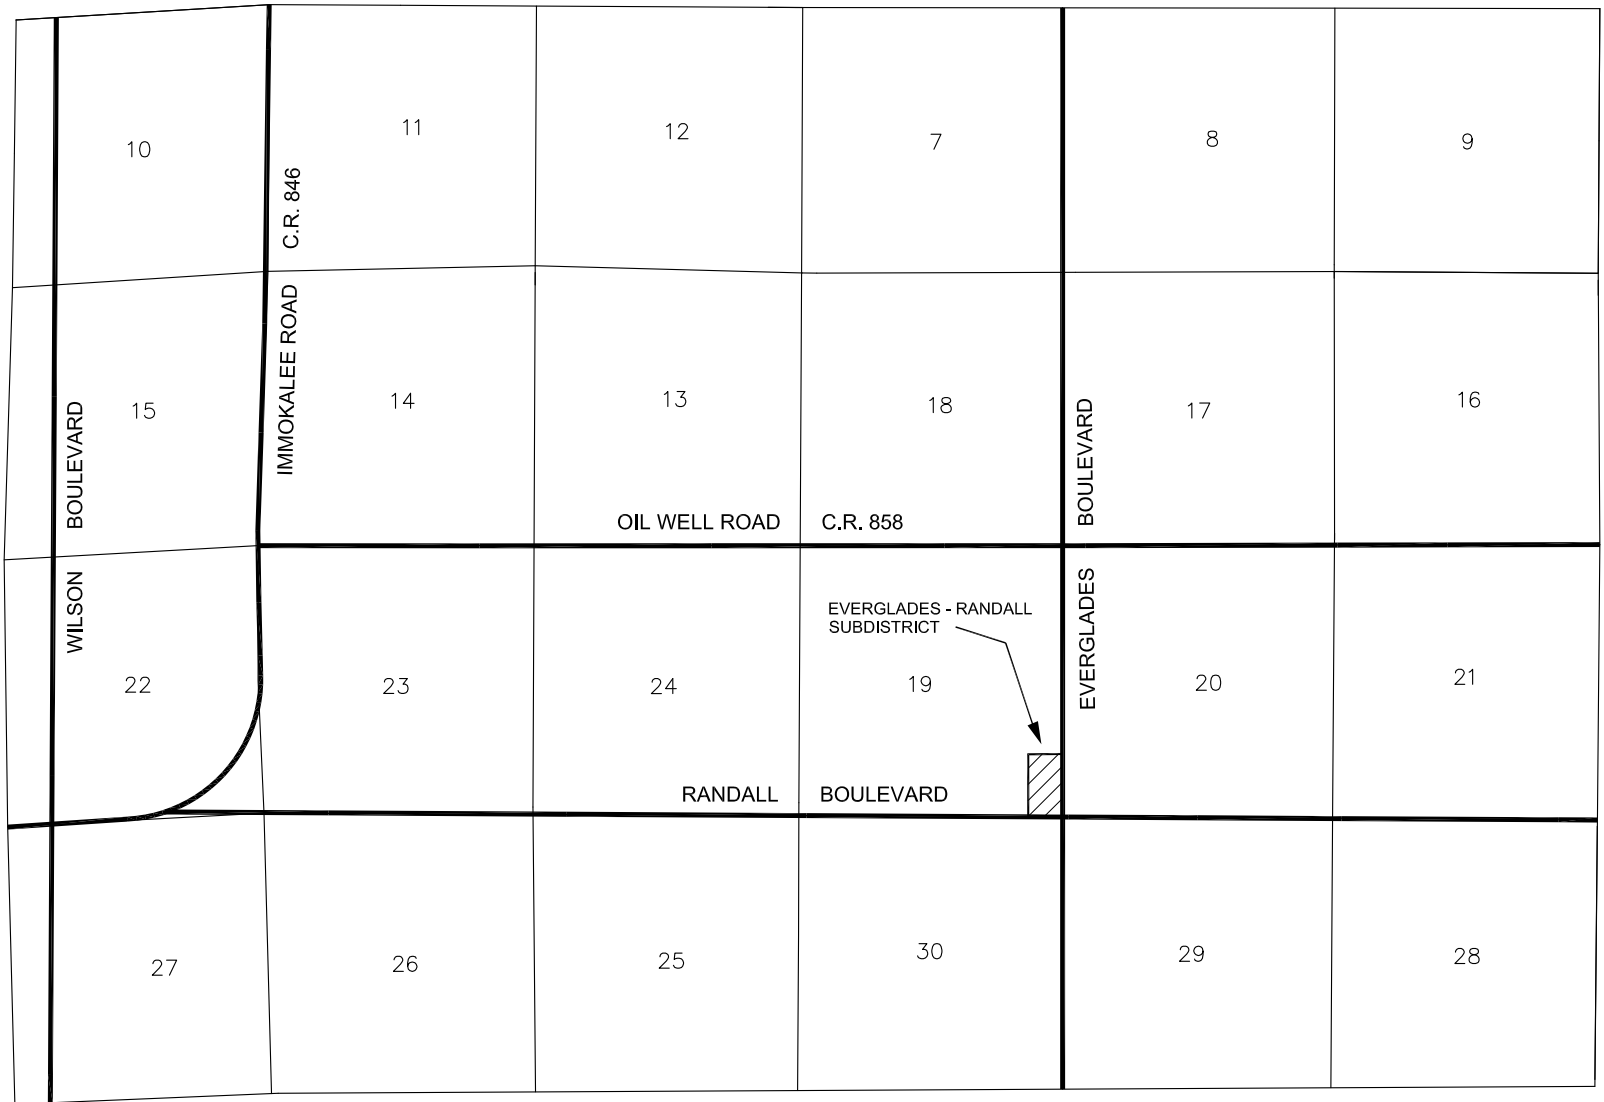 10
11
12
7
8
9
C.R. 846
IMMOKALEE ROAD
15
14
13
18
17
16
BOULEVARD
WILSON
BOULEVARD
EVERGLADES
OIL WELL ROAD C.R. 858
EVERGLADES - RANDALL
SUBDISTRICT
22
23
24
19
20
21
RANDALL BOULEVARD
27
26
25
30
29
28